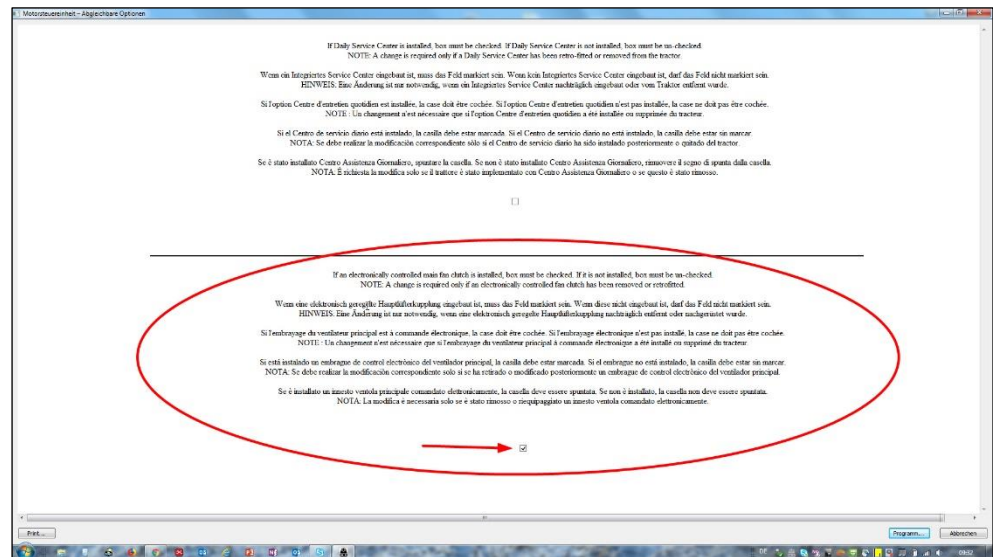 Motorsteuereinheit – Abgleichbare Optionen
If Daily Service Center is installed, box must be checked. If Daily Service Center is not installed, box must be un-checked.
NOTE: A change is required only if a Daily Service Center has been retro-fitted or removed from the tractor.
Wenn ein Integriertes Service Center eingebaut ist, muss das Feld markiert sein. Wenn kein Integriertes Service Center eingebaut ist, darf das Feld nicht markiert sein.
HINWEIS: Eine Änderung ist nur notwendig, wenn ein Integriertes Service Center nachträglich eingebaut oder vom Traktor entfernt wurde.
Si l'option Centre d'entretien quotidien est installée, la case doit être cochée. Si l'option Centre d'entretien quotidien n'est pas installée, la case ne doit pas être cochée.
NOTE : Un changement n'est nécessaire que si l'option Centre d'entretien quotidien a été installée ou supprimée du tracteur.
Si el Centro de servicio diario está instalado, la casilla debe estar marcada. Si el Centro de servicio diario no está instalado, la casilla debe estar sin marcar.
NOTA: Se debe realizar la modificación correspondiente sólo si el Centro de servicio diario ha sido instalado posteriormente o quitado del tractor.
Se è stato installato Centro Assistenza Giornaliero, spuntare la casella. Se non è stato installato Centro Assistenza Giornaliero, rimuovere il segno di spunta dalla casella.
NOTA: È richiesta la modifica solo se il trattore è stato implementato con Centro Assistenza Giornaliero o se questo è stato rimosso.
If an electronically controlled main fan clutch is installed, box must be checked. If it is not installed, box must be un-checked.
NOTE: A change is required only if an electronically controlled fan clutch has been removed or retrofitted.
Wenn eine elektronisch geregelte Hauptlüfterkupplung eingebaut ist, muss das Feld markiert sein. Wenn diese nicht eingebaut ist, darf das Feld nicht markiert sein.
HINWEIS: Eine Änderung ist nur notwendig, wenn eine elektronisch geregelte Hauptlüfterkupplung nachträglich entfernt oder nachgerüstet wurde.
Si l'embrayage du ventilateur principal est à commande électronique, la case doit être cochée. Si l'embrayage électronique n'est pas installé, la case ne doit pas être cochée.
NOTE : Un changement n'est nécessaire que si l'embrayage du ventilateur principal à commande électronique a été installé ou supprimé du tracteur.
Si está instalado un embrague de control electrónico del ventilador principal, la casilla debe estar marcada. Si el embrague no está instalado, la casilla debe estar sin marcar.
NOTA: Se debe realizar la modificación correspondiente solo si se ha retirado o modificado posteriormente un embrague de control electrónico del ventilador principal.
Se è installato un innesto ventola principale comandato elettronicamente, la casella deve essere spuntata. Se non è installato, la casella non deve essere spuntata.
NOTA: La modifica è necessaria solo se è stato rimosso o riequipaggiato un innesto ventola comandato elettronicamente.
Print...
Programm...
Abbrechen
DE
09:32